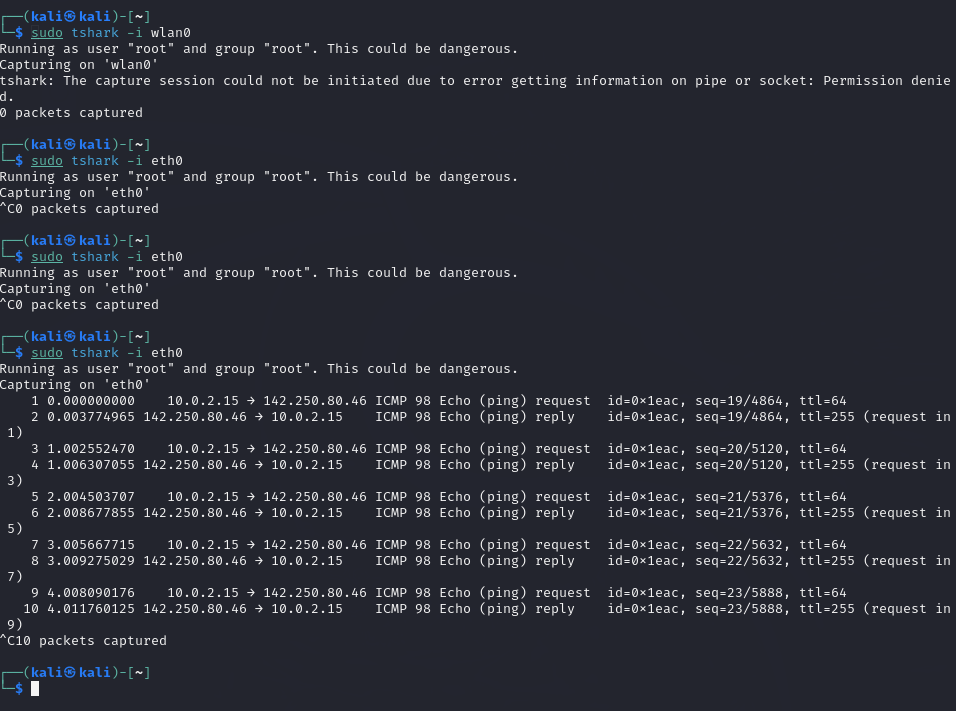 ┌──(kali㉿kali)-[~]
└─$ sudo tshark -i wlan0
Running as user "root" and group "root". This could be dangerous.
Capturing on 'wlan0'
tshark: The capture session could not be initiated due to error getting information on pipe or socket: Permission denie
d.
0 packets captured

┌──(kali㉿kali)-[~]
└─$ sudo tshark -i eth0
Running as user "root" and group "root". This could be dangerous.
Capturing on 'eth0'
^C0 packets captured

┌──(kali㉿kali)-[~]
└─$ sudo tshark -i eth0
Running as user "root" and group "root". This could be dangerous.
Capturing on 'eth0'
^C0 packets captured

┌──(kali㉿kali)-[~]
└─$ sudo tshark -i eth0
Running as user "root" and group "root". This could be dangerous.
Capturing on 'eth0'
    1 0.000000000    10.0.2.15 → 142.250.80.46 ICMP 98 Echo (ping) request  id=0×1eac, seq=19/4864, ttl=64
    2 0.003774965 142.250.80.46 → 10.0.2.15    ICMP 98 Echo (ping) reply    id=0×1eac, seq=19/4864, ttl=255 (request in
 1)
    3 1.002552470    10.0.2.15 → 142.250.80.46 ICMP 98 Echo (ping) request  id=0×1eac, seq=20/5120, ttl=64
    4 1.006307055 142.250.80.46 → 10.0.2.15    ICMP 98 Echo (ping) reply    id=0×1eac, seq=20/5120, ttl=255 (request in
 3)
    5 2.004503707    10.0.2.15 → 142.250.80.46 ICMP 98 Echo (ping) request  id=0×1eac, seq=21/5376, ttl=64
    6 2.008677855 142.250.80.46 → 10.0.2.15    ICMP 98 Echo (ping) reply    id=0×1eac, seq=21/5376, ttl=255 (request in
 5)
    7 3.005667715    10.0.2.15 → 142.250.80.46 ICMP 98 Echo (ping) request  id=0×1eac, seq=22/5632, ttl=64
    8 3.009275029 142.250.80.46 → 10.0.2.15    ICMP 98 Echo (ping) reply    id=0×1eac, seq=22/5632, ttl=255 (request in
 7)
    9 4.008090176    10.0.2.15 → 142.250.80.46 ICMP 98 Echo (ping) request  id=0×1eac, seq=23/5888, ttl=64
   10 4.011760125 142.250.80.46 → 10.0.2.15    ICMP 98 Echo (ping) reply    id=0×1eac, seq=23/5888, ttl=255 (request in
 9)
^C10 packets captured

┌──(kali㉿kali)-[~]
└─$